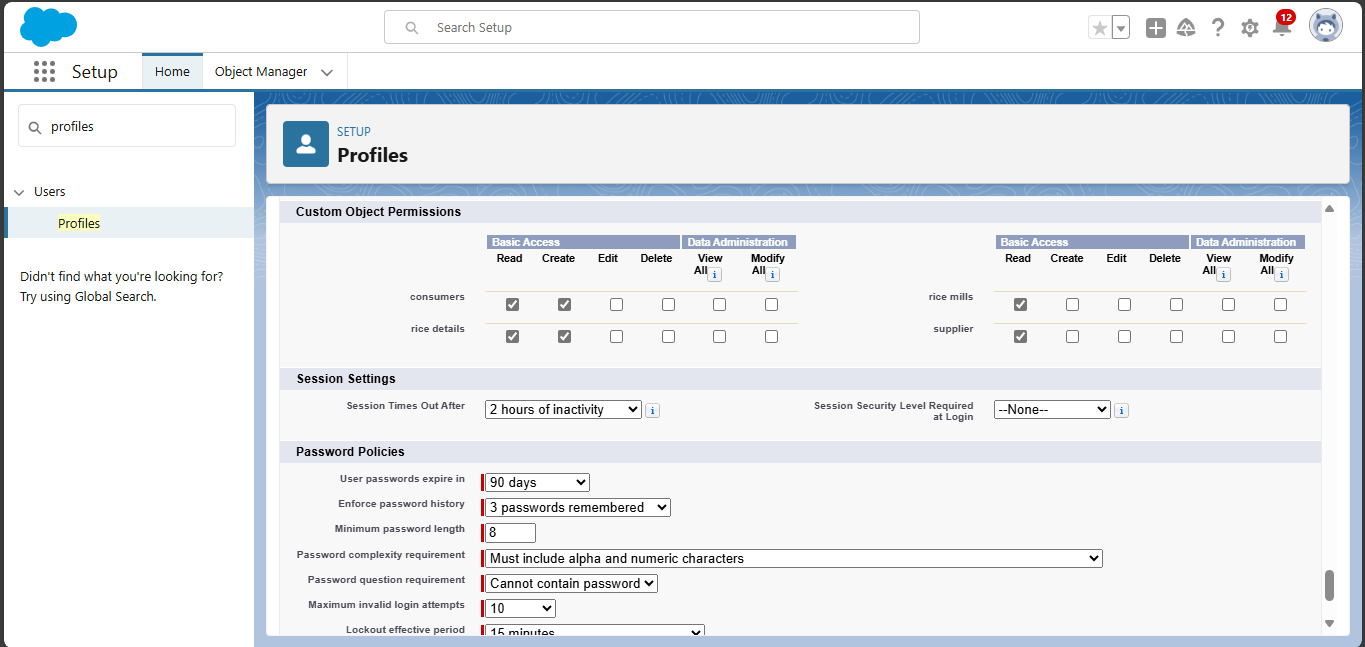 Search Setup
12
Setup
Home
Object Manager
profiles
Users
Profiles
Didn't find what you're looking for?
Try using Global Search.
SETUP
Profiles
Custom Object Permissions
Basic Access Data Administration Basic Access Data Administration
Read Create Edit Delete View All i Modify All i Read Create Edit Delete View All i Modify All i
consumers rice mills
rice details supplier
Session Settings
Session Times Out After 2 hours of inactivity i Session Security Level Required at Login --None-- i
Password Policies
User passwords expire in 90 days
Enforce password history 3 passwords remembered
Minimum password length 8
Password complexity requirement Must include alpha and numeric characters
Password question requirement Cannot contain password
Maximum invalid login attempts 10
Lockout effective period 15 minutes